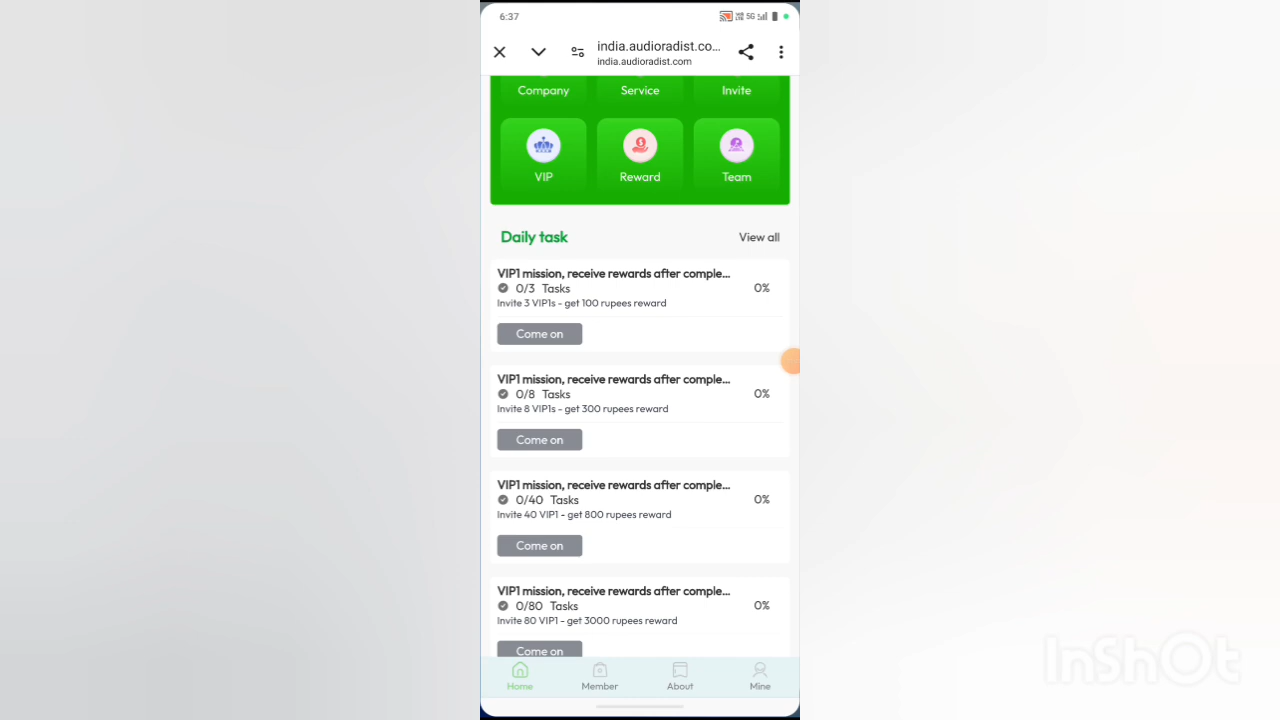 6:37
5G
india.audioradist.co...
india.audioradist.com
Company
Service
Invite
VIP
Reward
Team
Daily task
View all
VIP1 mission, receive rewards after comple...
0/3 Tasks
0%
Invite 3 VIP1s - get 100 rupees reward
Come on
VIP1 mission, receive rewards after comple...
0/8 Tasks
0%
Invite 8 VIP1s - get 300 rupees reward
Come on
VIP1 mission, receive rewards after comple...
0/40 Tasks
0%
Invite 40 VIP1 - get 800 rupees reward
Come on
VIP1 mission, receive rewards after comple...
0/80 Tasks
0%
Invite 80 VIP1 - get 3000 rupees reward
Come on
Home
Member
About
Mine
InShOt